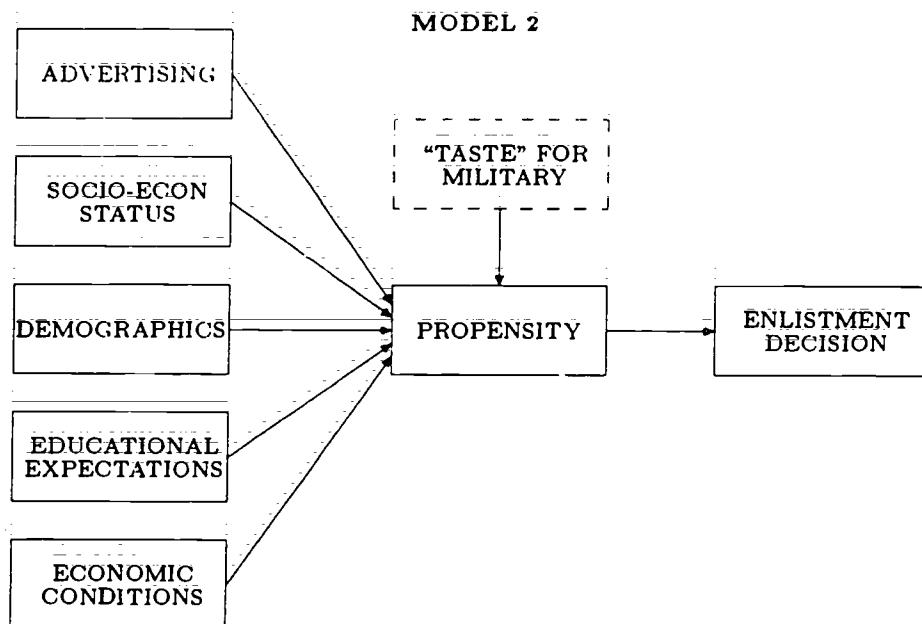 MODEL 2
ADVERTISING
"TASTE" FOR
MILITARY
SOCIO-ECON
STATUS
DEMOGRAPHICS
PROPENSITY
ENLISTMENT
DECISION
EDUCATIONAL
EXPECTATIONS
ECONOMIC
CONDITIONS